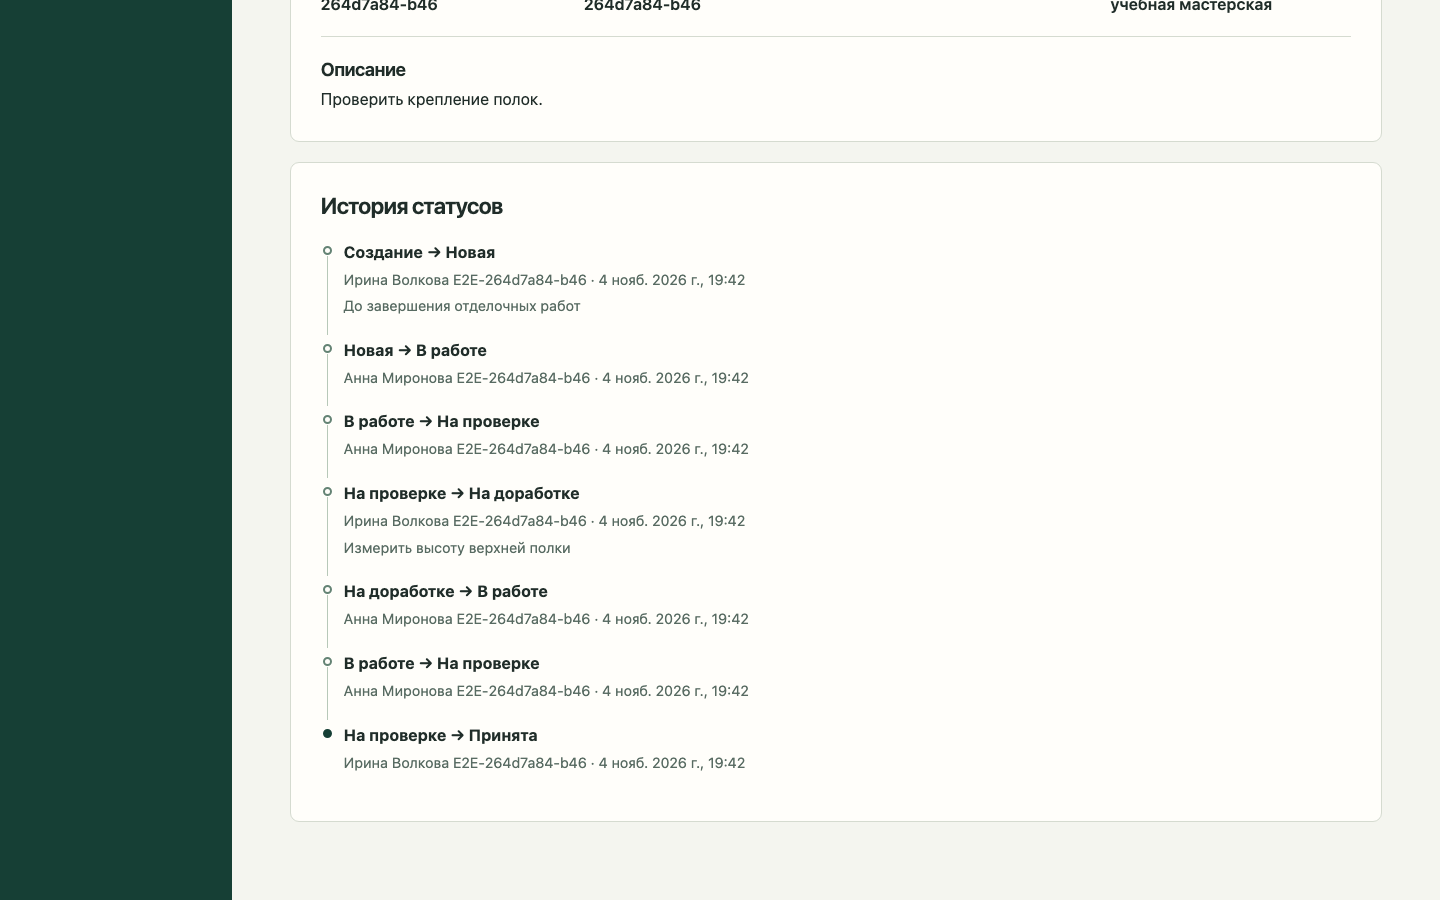 264d7a84-b46 264d7a84-b46 учебная мастерская
Описание
Проверить крепление полок.
История статусов
Создание → Новая
Ирина Волкова E2E-264d7a84-b46 · 4 нояб. 2026 г., 19:42
До завершения отделочных работ
Новая → В работе
Анна Миронова E2E-264d7a84-b46 · 4 нояб. 2026 г., 19:42
В работе → На проверке
Анна Миронова E2E-264d7a84-b46 · 4 нояб. 2026 г., 19:42
На проверке → На доработке
Ирина Волкова E2E-264d7a84-b46 · 4 нояб. 2026 г., 19:42
Измерить высоту верхней полки
На доработке → В работе
Анна Миронова E2E-264d7a84-b46 · 4 нояб. 2026 г., 19:42
В работе → На проверке
Анна Миронова E2E-264d7a84-b46 · 4 нояб. 2026 г., 19:42
На проверке → Принята
Ирина Волкова E2E-264d7a84-b46 · 4 нояб. 2026 г., 19:42